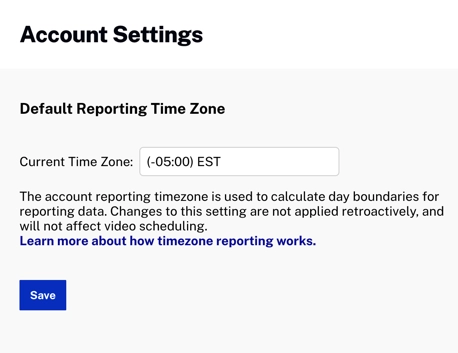 Account Settings
Default Reporting Time Zone
Current Time Zone: (-05:00) EST
The account reporting timezone is used to calculate day boundaries for
reporting data. Changes to this setting are not applied retroactively, and
will not affect video scheduling.
Learn more about how timezone reporting works.
Save